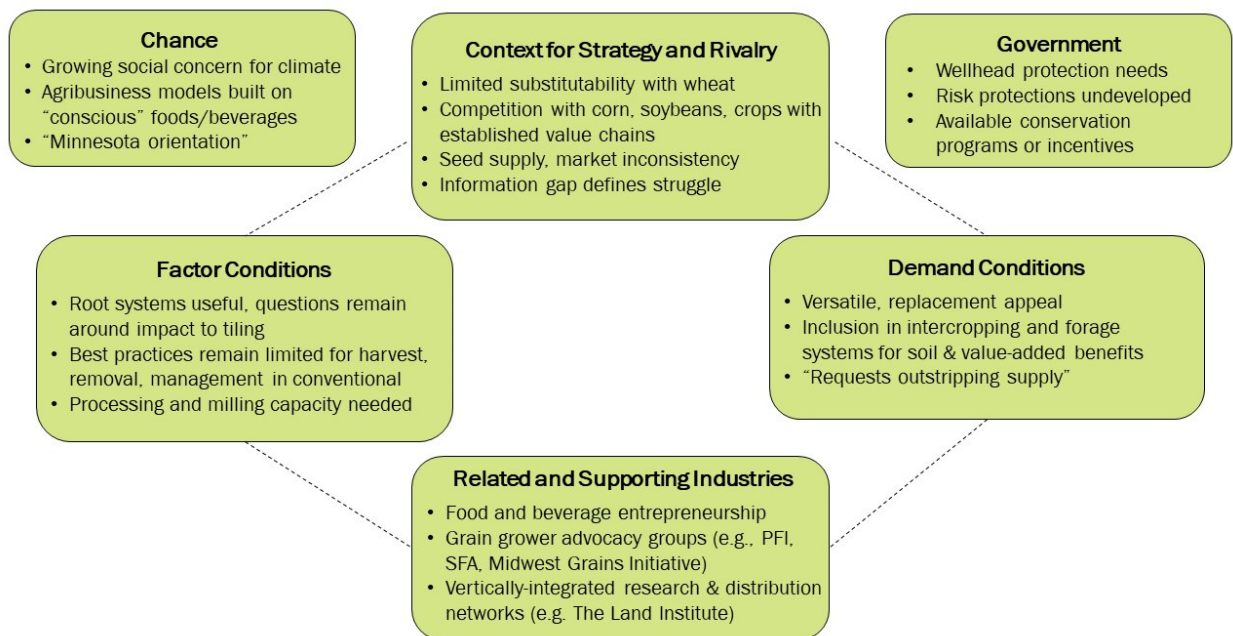 Chance
• Growing social concern for climate
• Agribusiness models built on
“conscious” foods/beverages
• “Minnesota orientation”
Context for Strategy and Rivalry
• Limited substitutability with wheat
• Competition with corn, soybeans, crops with
established value chains
• Seed supply, market inconsistency
• Information gap defines struggle
Government
• Wellhead protection needs
• Risk protections undeveloped
• Available conservation
programs or incentives
Factor Conditions
• Root systems useful, questions remain
around impact to tiling
• Best practices remain limited for harvest,
removal, management in conventional
• Processing and milling capacity needed
Demand Conditions
• Versatile, replacement appeal
• Inclusion in intercropping and forage
systems for soil & value-added benefits
• “Requests outstripping supply”
Related and Supporting Industries
• Food and beverage entrepreneurship
• Grain grower advocacy groups (e.g., PFI,
SFA, Midwest Grains Initiative)
• Vertically-integrated research & distribution
networks (e.g. The Land Institute)